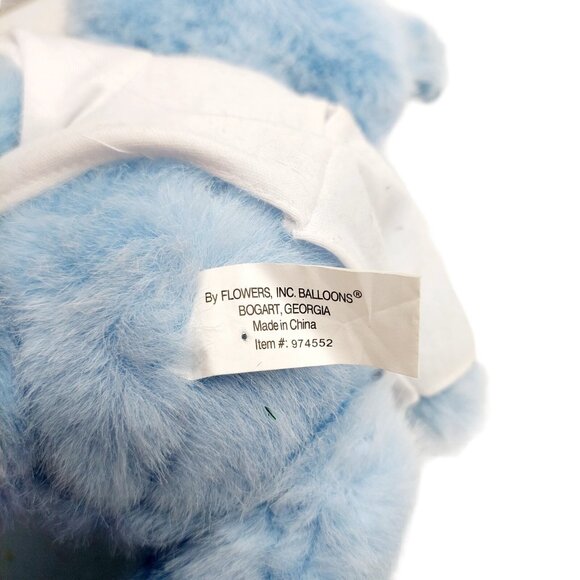 By FLOWERS, INC. BALLOONS®
BOGART, GEORGIA
Made in China
Item #: 974552